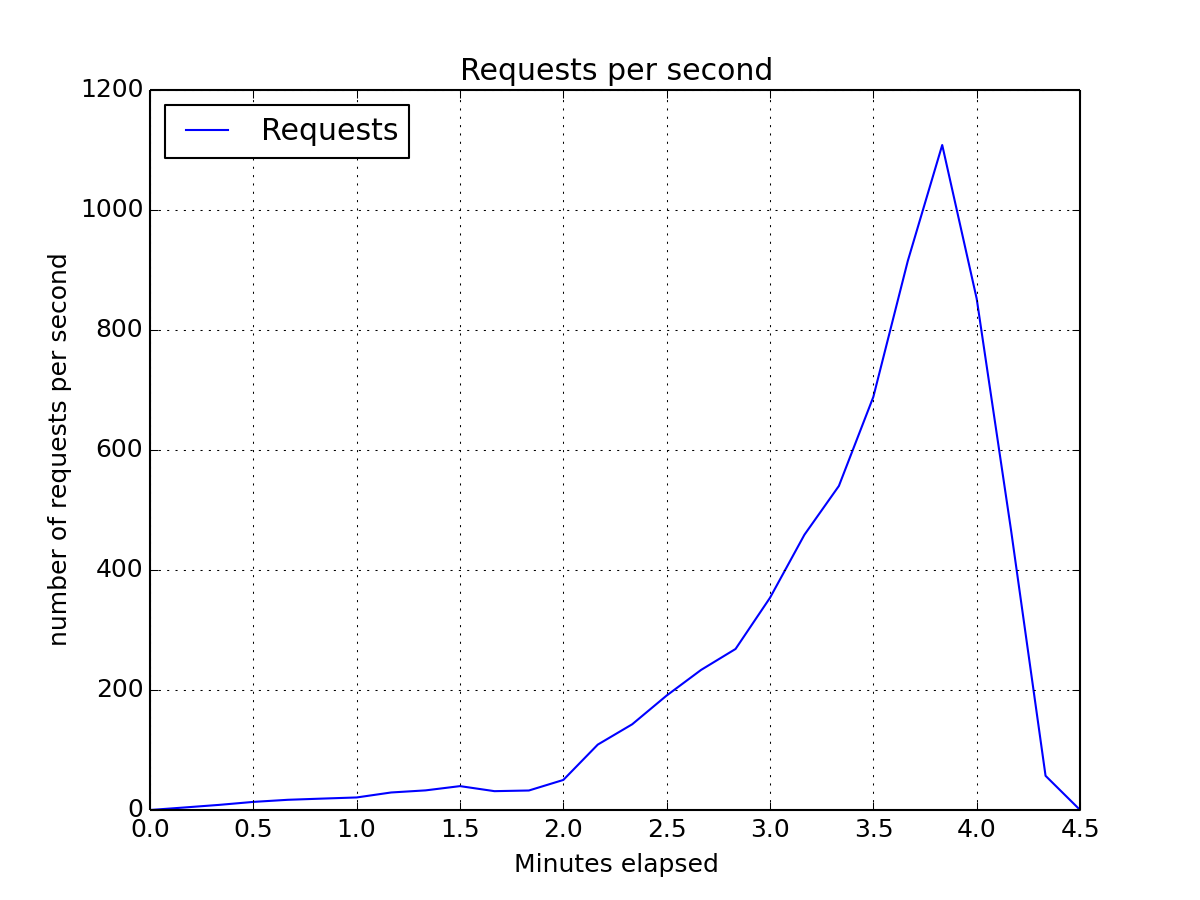 Requests per second
Requests
number of requests per second
1200
1000
800
600
400
200
0
0.0 0.5 1.0 1.5 2.0 2.5 3.0 3.5 4.0 4.5
Minutes elapsed